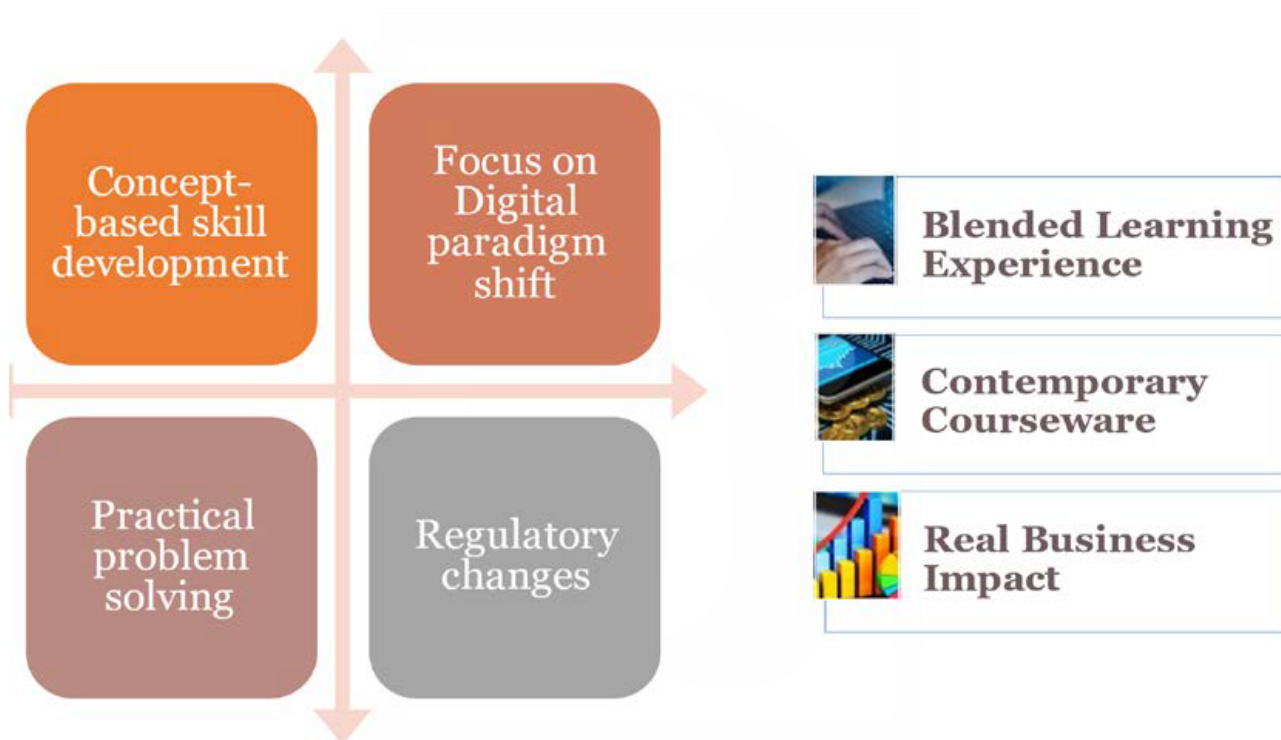 Concept-
based skill
development
Focus on
Digital
paradigm
shift
Practical
problem
solving
Regulatory
changes
Blended Learning
Experience
Contemporary
Courseware
Real Business
Impact